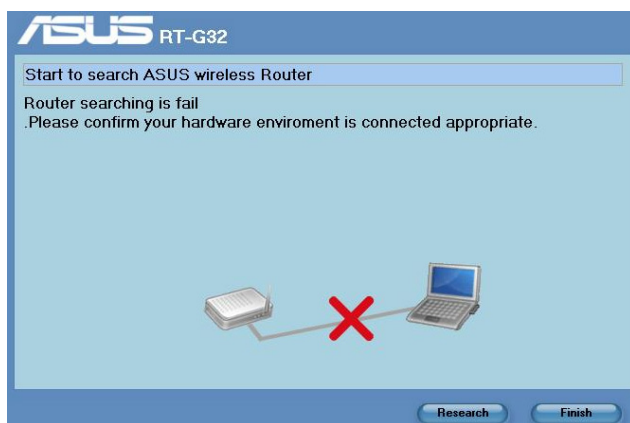 ASUS RT-G32
Start to search ASUS wireless Router
Router searching is fail
.Please confirm your hardware enviroment is connected appropriate.
Research Finish